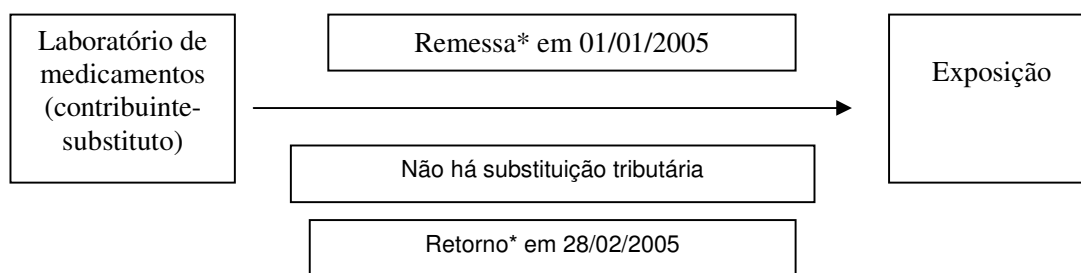 Laboratório de
medicamentos
(contribuinte-
substituto)
Remessa* em 01/01/2005
Exposição
Não há substituição tributária
Retorno* em 28/02/2005